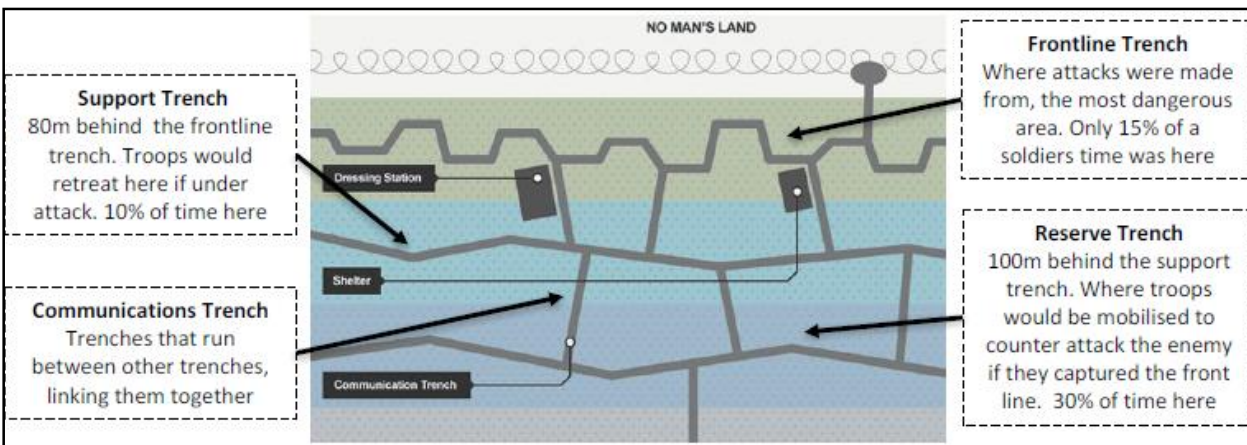 NO MAN'S LAND
Support Trench
80m behind the frontline
trench. Troops would
retreat here if under
attack. 10% of time here
Communications Trench
Trenches that run
between other trenches,
linking them together
Dressing Station
Shelter
Communication Trench
Frontline Trench
Where attacks were made
from, the most dangerous
area. Only 15% of a
soldiers time was here
Reserve Trench
100m behind the support
trench. Where troops
would be mobilised to
counter attack the enemy
if they captured the front
line. 30% of time here